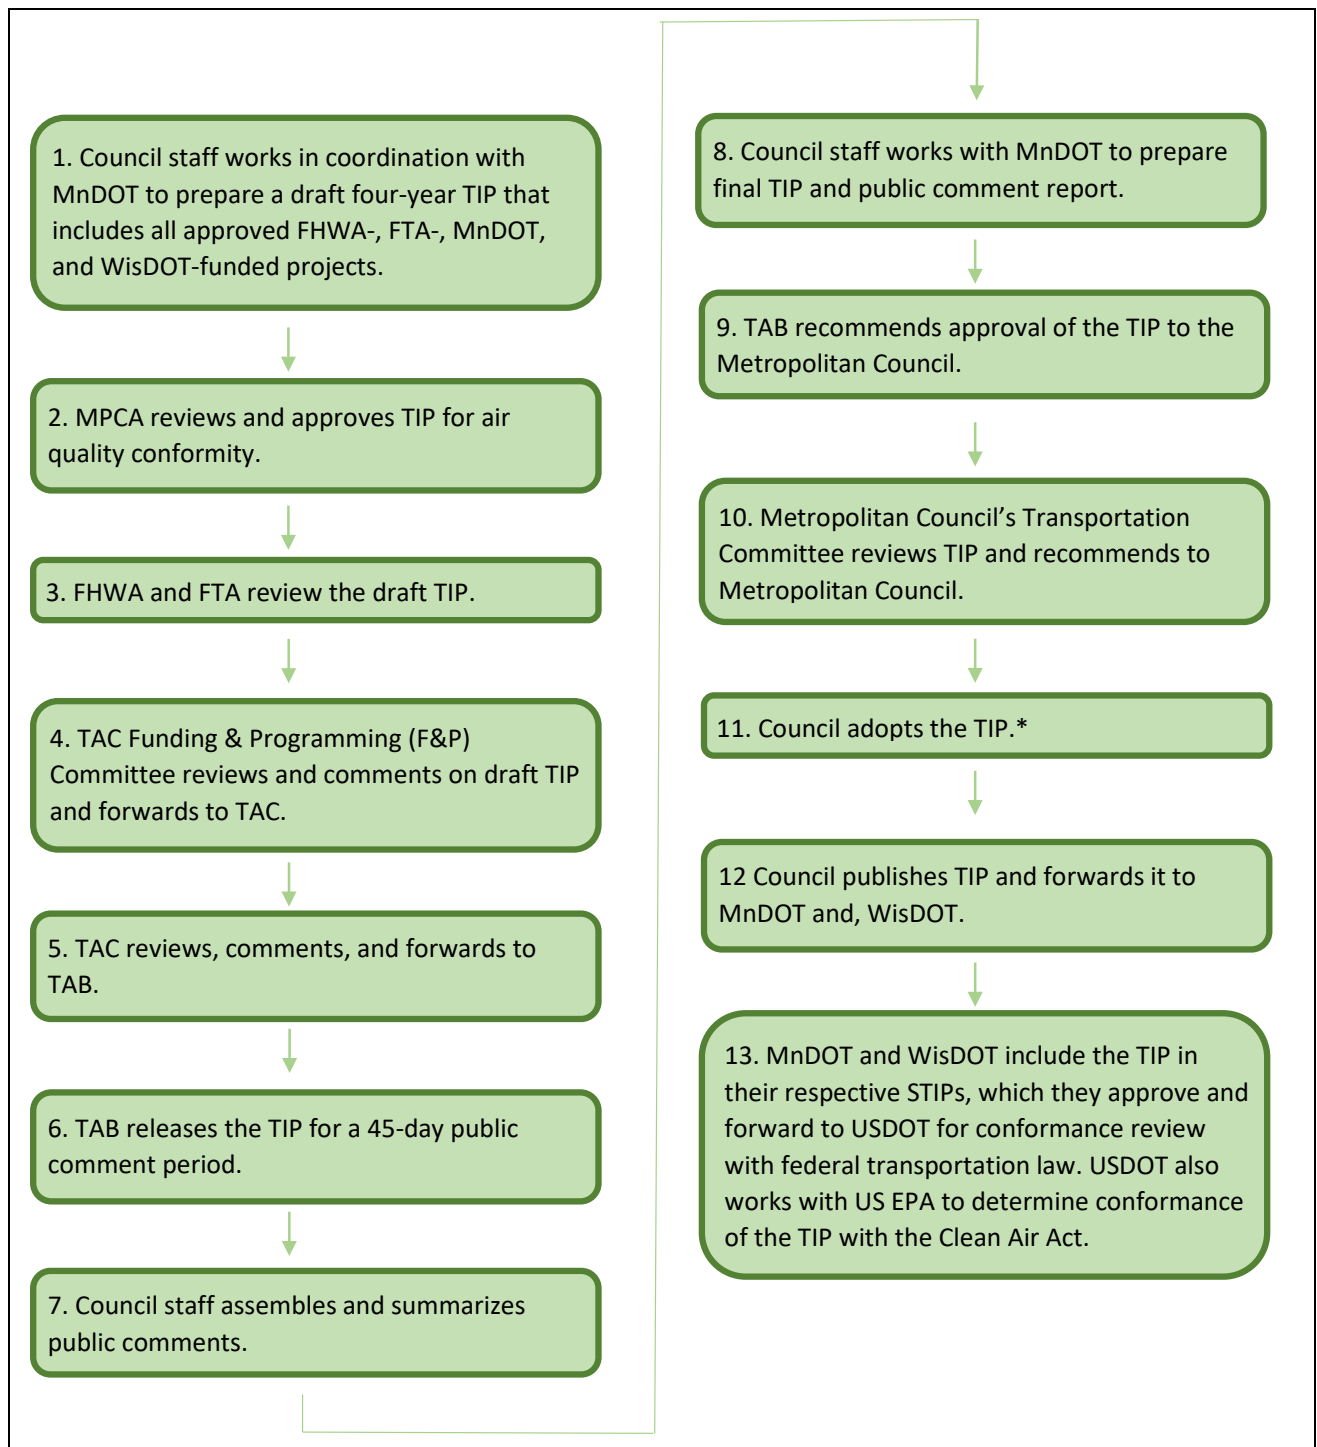 1. Council staff works in coordination with
MnDOT to prepare a draft four-year TIP that
includes all approved FHWA-, FTA-, MnDOT,
and WisDOT-funded projects.
2. MPCA reviews and approves TIP for air
quality conformity.
3. FHWA and FTA review the draft TIP.
4. TAC Funding & Programming (F&P)
Committee reviews and comments on draft TIP
and forwards to TAC.
5. TAC reviews, comments, and forwards to
TAB.
6. TAB releases the TIP for a 45-day public
comment period.
7. Council staff assembles and summarizes
public comments.
8. Council staff works with MnDOT to prepare
final TIP and public comment report.
9. TAB recommends approval of the TIP to the
Metropolitan Council.
10. Metropolitan Council’s Transportation
Committee reviews TIP and recommends to
Metropolitan Council.
11. Council adopts the TIP.*
12 Council publishes TIP and forwards it to
MnDOT and, WisDOT.
13. MnDOT and WisDOT include the TIP in
their respective STIPs, which they approve and
forward to USDOT for conformance review
with federal transportation law. USDOT also
works with US EPA to determine conformance
of the TIP with the Clean Air Act.